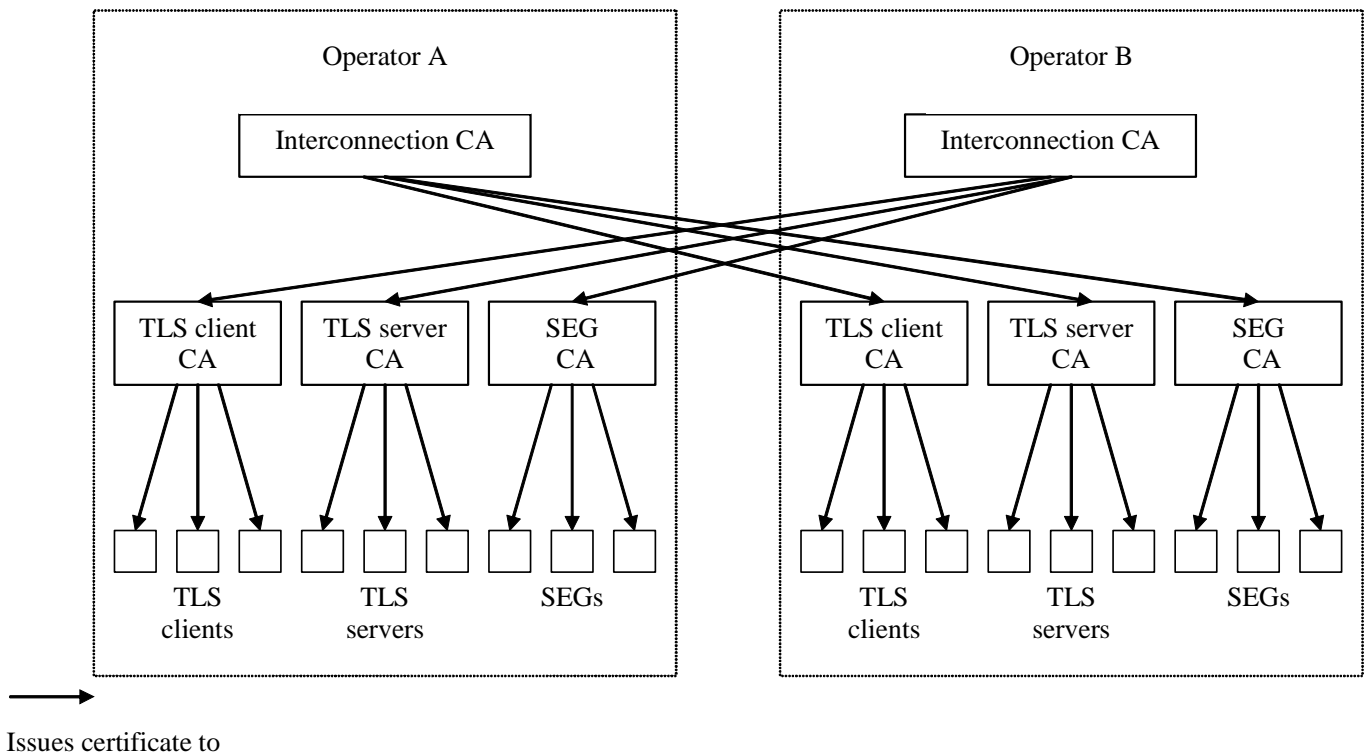 Operator A
Operator B
Interconnection CA
Interconnection CA
TLS client
CA
TLS server
CA
SEG
CA
TLS client
CA
TLS server
CA
SEG
CA
TLS
clients
TLS
servers
SEGs
TLS
clients
TLS
servers
SEGs
Issues certificate to